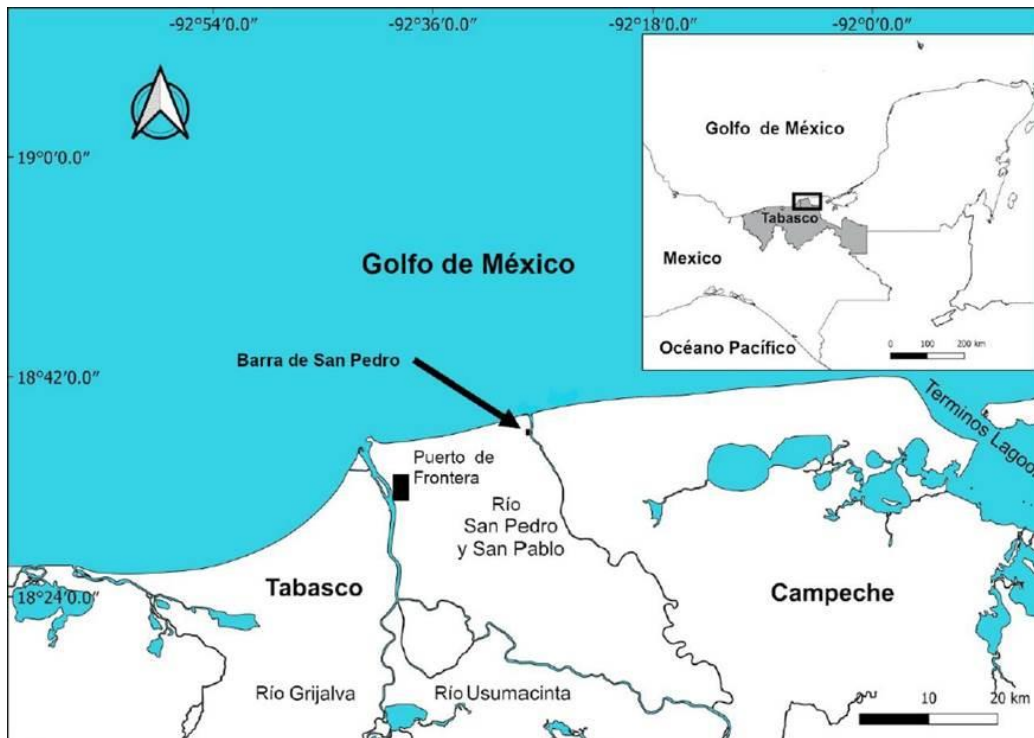 -92°54'0.0"
-92°36'0.0"
-92°18'0.0"
-92°0'0.0"
19°0'0.0"
18°42'0.0"
18°24'0.0"
Golfo de México
Barra de San Pedro
Puerto de
Frontera
Río
San Pedro
y San Pablo
Tabasco
Campeche
Terminos Lagoon
Río Grijalva
Río Usumacinta
0 10 20 km
Golfo de México
Tabasco
Mexico
Océano Pacífico
0 100 200 km